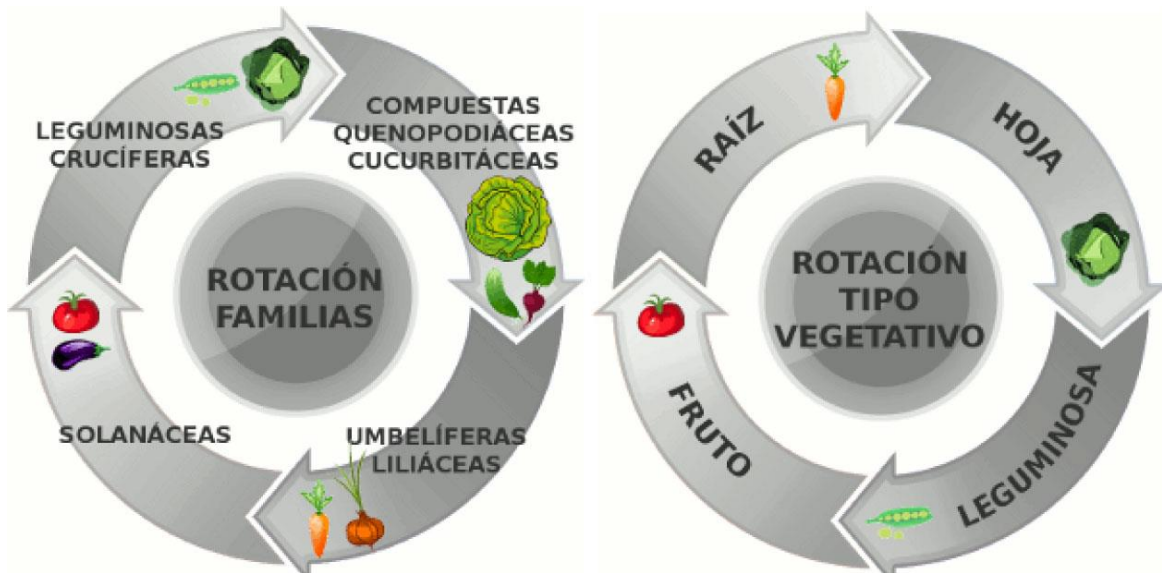 LEGUMINOSAS
CRUCÍFERAS
COMPUESTAS
QUENOPODIÁCEAS
CUCURBITÁCEAS
ROTACIÓN
FAMILIAS
SOLANÁCEAS
UMBELÍFERAS
LILIÁCEAS
RAÍZ
HOJA
ROTACIÓN
TIPO
VEGETATIVO
FRUTO
LEGUMINOSA